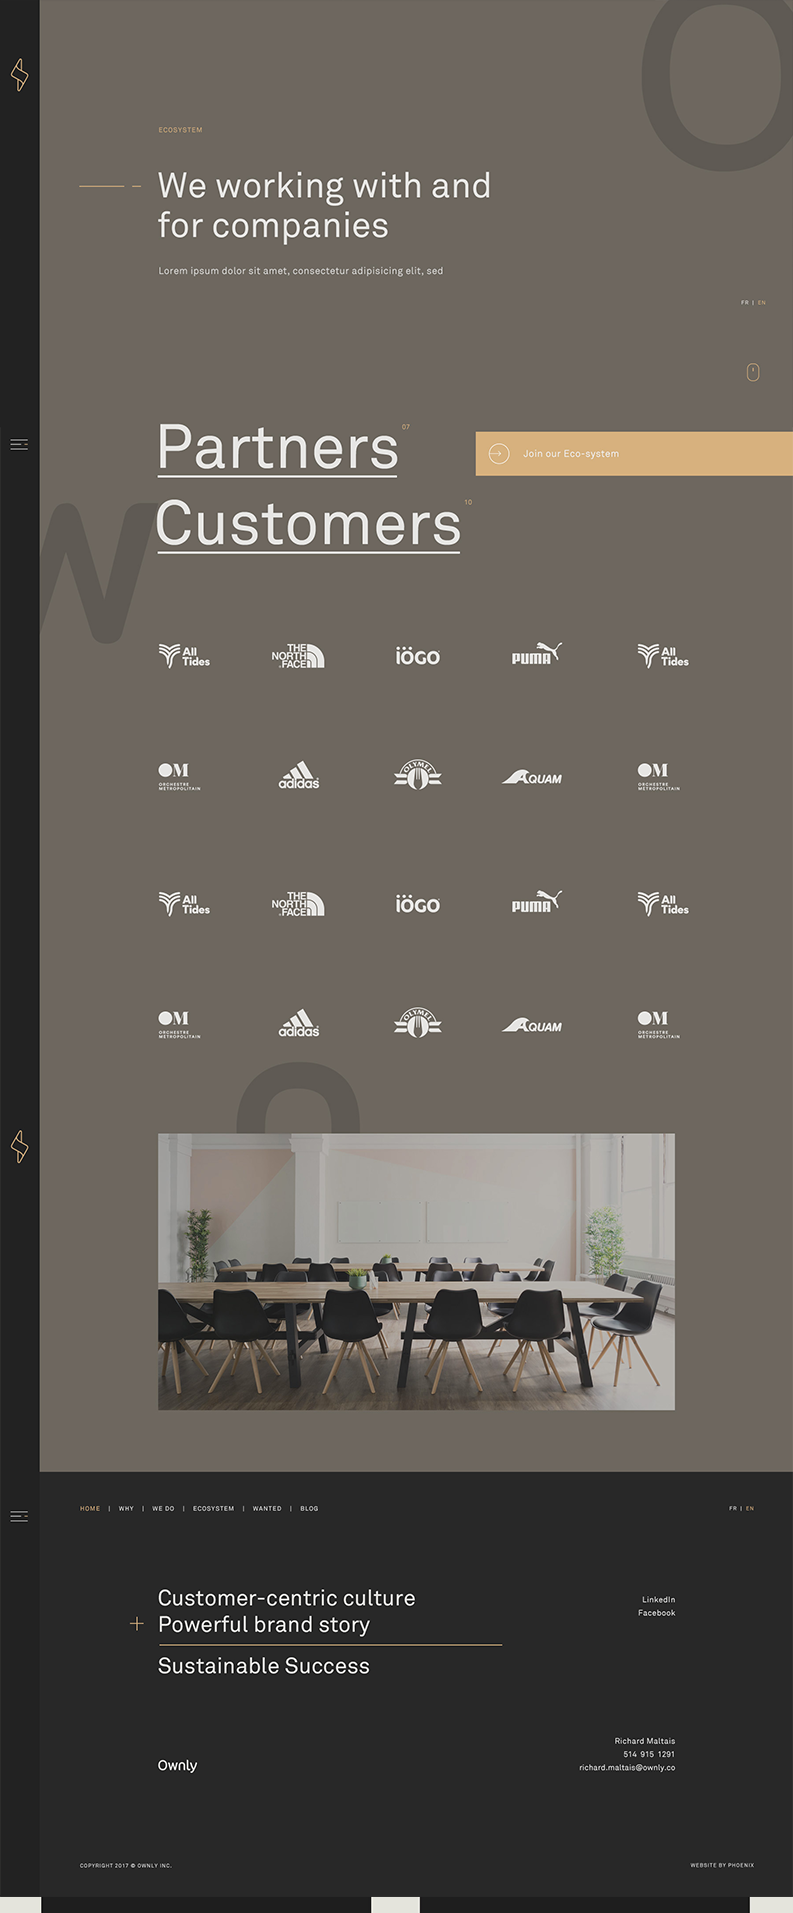 O
ECOSYSTEM
We working with and
for companies
Lorem ipsum dolor sit amet, consectetur adipisicing elit, sed
FR | EN
Partners 07
Join our Eco-system
Customers 10
W
All Tides
THE NORTH FACE
iÖGO
PUMA
All Tides
OM ORCHESTRE MÉTROPOLITAIN
adidas
OLYMEL
AQUAM
OM ORCHESTRE MÉTROPOLITAIN
All Tides
THE NORTH FACE
iÖGO
PUMA
All Tides
OM ORCHESTRE MÉTROPOLITAIN
adidas
OLYMEL
AQUAM
OM ORCHESTRE MÉTROPOLITAIN
HOME | WHY | WE DO | ECOSYSTEM | WANTED | BLOG
FR | EN
Customer-centric culture
Powerful brand story
Sustainable Success
LinkedIn
Facebook
Richard Maltais
514 915 1291
richard.maltais@ownly.co
Ownly
COPYRIGHT 2017 © OWNLY INC.
WEBSITE BY PHOENIX